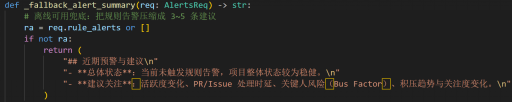 def _fallback_alert_summary(req: AlertsReq) -> str:
    # 离线可用兜底：把规则告警压缩成 3~5 条建议
    ra = req.rule_alerts or []
    if not ra:
        return (
            "## 近期预警与建议\n"
            "- **总体状态**：当前未触发规则告警，项目整体状态较为稳健。\n"
            "- **建议关注**：活跃度变化、PR/Issue 处理时延、关键人风险（Bus Factor）、积压趋势与关注度变化。\n"
        )